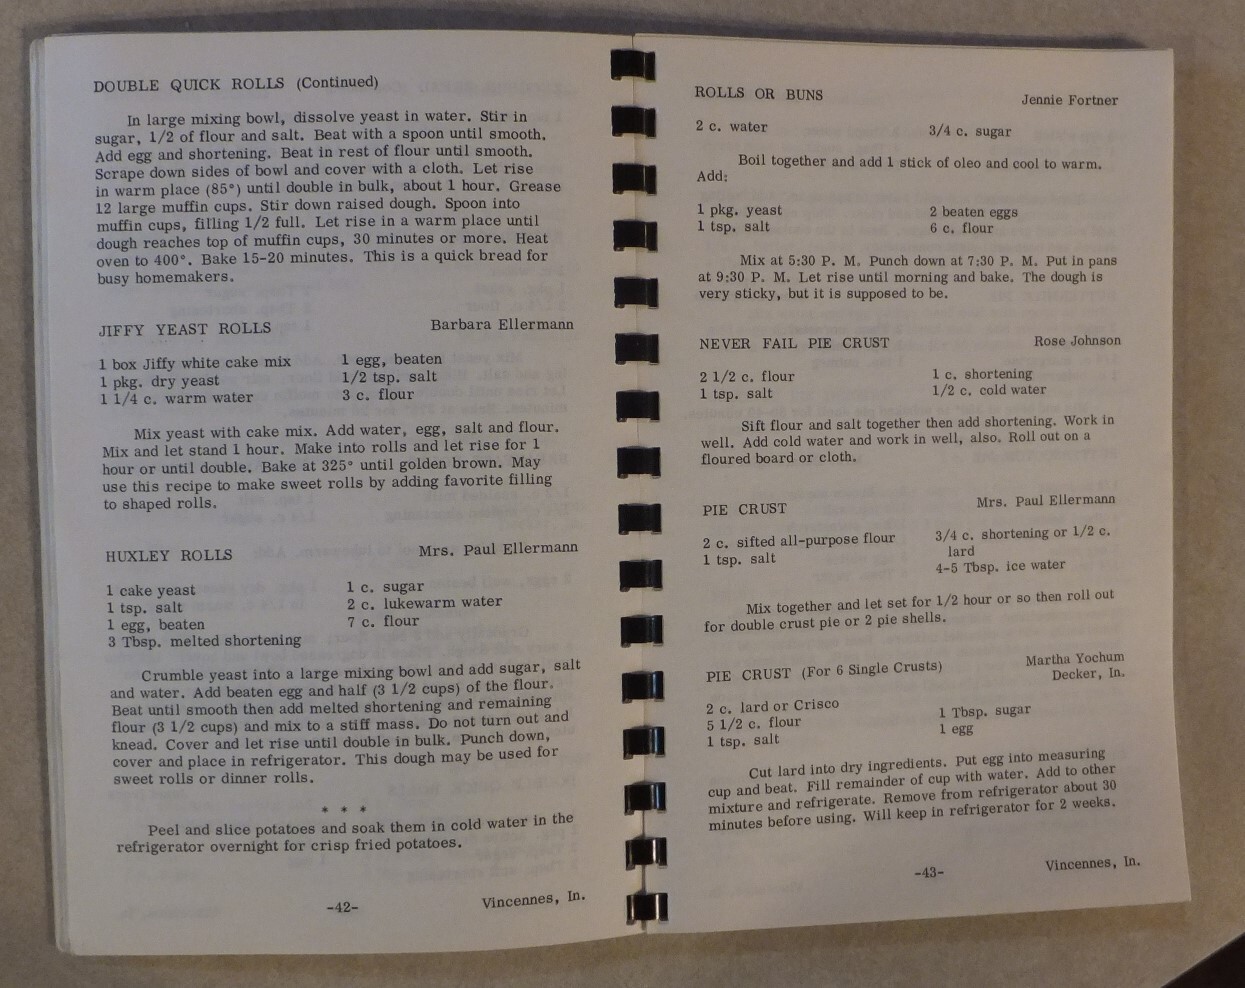 DOUBLE QUICK ROLLS (Continued)
In large mixing bowl, dissolve yeast in water. Stir in
sugar, 1/2 of flour and salt. Beat with a spoon until smooth.
Add egg and shortening. Beat in rest of flour until smooth.
Scrape down sides of bowl and cover with a cloth. Let rise
in warm place (85°) until double in bulk, about 1 hour. Grease
12 large muffin cups. Stir down raised dough. Spoon into
muffin cups, filling 1/2 full. Let rise in a warm place until
dough reaches top of muffin cups, 30 minutes or more. Heat
oven to 400°. Bake 15-20 minutes. This is a quick bread for
busy homemakers.
JIFFY YEAST ROLLS Barbara Ellermann
1 box Jiffy white cake mix 1 egg, beaten
1 pkg. dry yeast 1/2 tsp. salt
1 1/4 c. warm water 3 c. flour
Mix yeast with cake mix. Add water, egg, salt and flour.
Mix and let stand 1 hour. Make into rolls and let rise for 1
hour or until double. Bake at 325° until golden brown. May
use this recipe to make sweet rolls by adding favorite filling
to shaped rolls.
HUXLEY ROLLS Mrs. Paul Ellermann
1 cake yeast 1 c. sugar
1 tsp. salt 2 c. lukewarm water
1 egg, beaten 7 c. flour
3 Tbsp. melted shortening
Crumble yeast into a large mixing bowl and add sugar, salt
and water. Add beaten egg and half (3 1/2 cups) of the flour.
Beat until smooth then add melted shortening and remaining
flour (3 1/2 cups) and mix to a stiff mass. Do not turn out and
knead. Cover and let rise until double in bulk. Punch down,
cover and place in refrigerator. This dough may be used for
sweet rolls or dinner rolls.
* * *
Peel and slice potatoes and soak them in cold water in the
refrigerator overnight for crisp fried potatoes.
-42- Vincennes, In.
ROLLS OR BUNS Jennie Fortner
2 c. water 3/4 c. sugar
Boil together and add 1 stick of oleo and cool to warm.
Add:
1 pkg. yeast 2 beaten eggs
1 tsp. salt 6 c. flour
Mix at 5:30 P. M. Punch down at 7:30 P. M. Put in pans
at 9:30 P. M. Let rise until morning and bake. The dough is
very sticky, but it is supposed to be.
NEVER FAIL PIE CRUST Rose Johnson
2 1/2 c. flour 1 c. shortening
1 tsp. salt 1/2 c. cold water
Sift flour and salt together then add shortening. Work in
well. Add cold water and work in well, also. Roll out on a
floured board or cloth.
PIE CRUST Mrs. Paul Ellermann
2 c. sifted all-purpose flour 3/4 c. shortening or 1/2 c.
1 tsp. salt lard
4-5 Tbsp. ice water
Mix together and let set for 1/2 hour or so then roll out
for double crust pie or 2 pie shells.
PIE CRUST (For 6 Single Crusts) Martha Yochum
Decker, In.
2 c. lard or Crisco 1 Tbsp. sugar
5 1/2 c. flour 1 egg
1 tsp. salt
Cut lard into dry ingredients. Put egg into measuring
cup and beat. Fill remainder of cup with water. Add to other
mixture and refrigerate. Remove from refrigerator about 30
minutes before using. Will keep in refrigerator for 2 weeks.
-43- Vincennes, In.